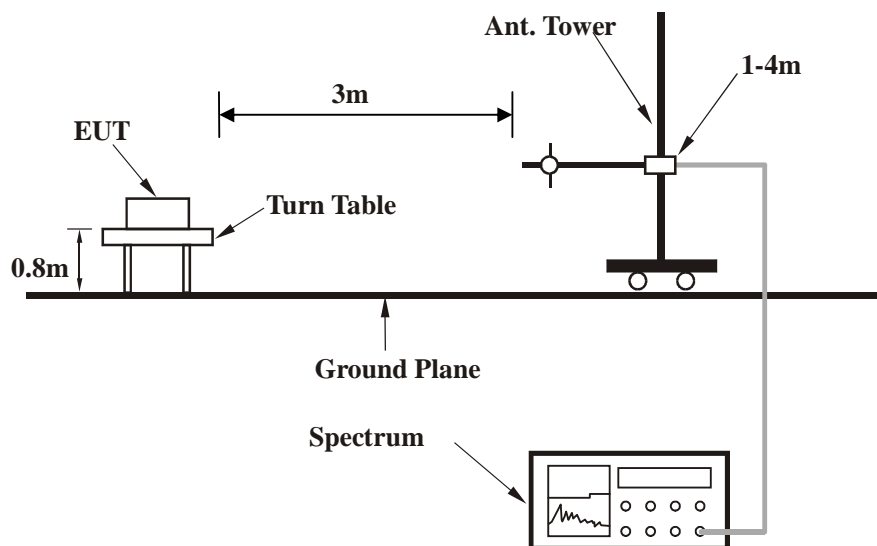 Ant. Tower
1-4m
3m
EUT
Turn Table
0.8m
Ground Plane
Spectrum